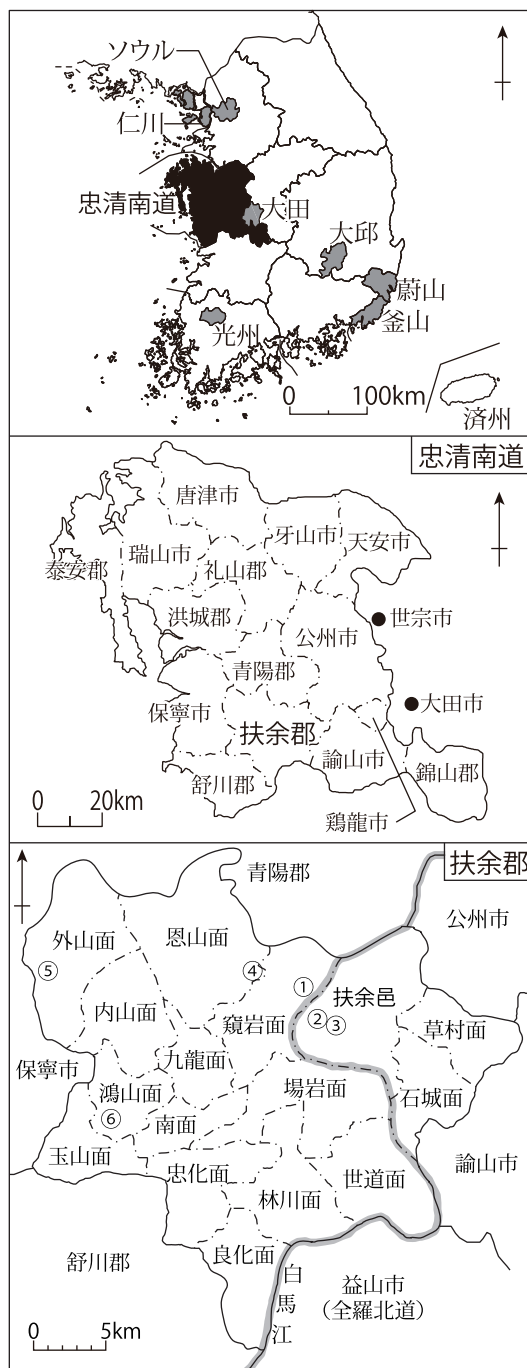 ソウル
仁川
忠清南道
大田
大邱
蔚山
釜山
光州
0 100km
済州
忠清南道
唐津市
牙山市
天安市
瑞山市
礼山郡
泰安郡
洪城郡
公州市
世宗市
青陽郡
保寧市
大田市
扶余郡
論山市
錦山郡
舒川郡
0 20km
鶏龍市
扶余郡
青陽郡
公州市
恩山面
外山面
⑤
④
①
扶余邑
内山面
窺岩面
② ③
草村面
保寧市
九龍面
鴻山面
場岩面
石城面
⑥
南面
玉山面
忠化面
世道面
論山市
林川面
舒川郡
良化面
白馬江
益山市
(全羅北道)
0 5km